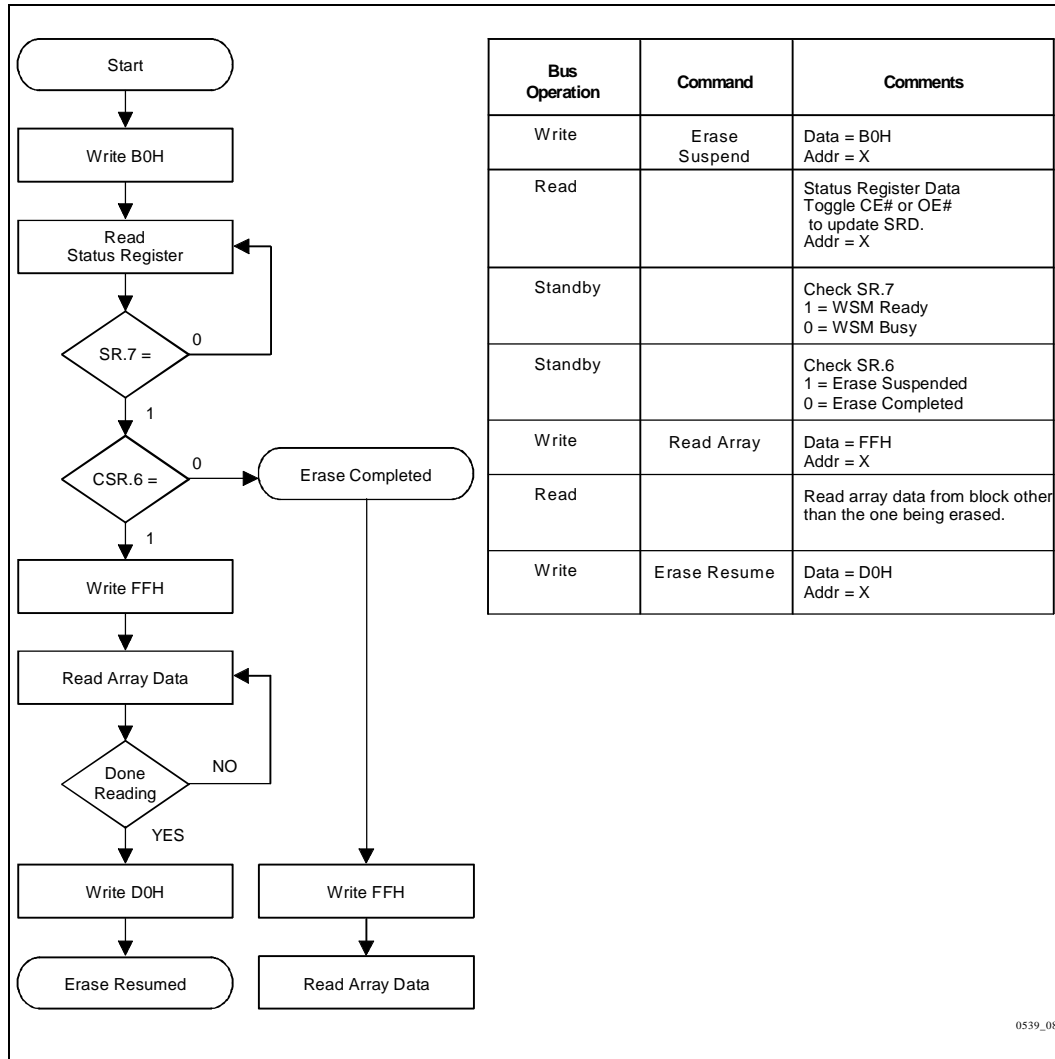 Start
Write B0H
Read
Status Register
SR.7 =
0
1
CSR.6 =
0
Erase Completed
1
Write FFH
Read Array Data
Done
Reading
NO
YES
Write D0H
Write FFH
Erase Resumed
Read Array Data
Bus
Operation
Command
Comments
Write
Erase
Suspend
Data = B0H
Addr = X
Read
Status Register Data
Toggle CE# or OE#
to update SRD.
Addr = X
Standby
Check SR.7
1 = WSM Ready
0 = WSM Busy
Standby
Check SR.6
1 = Erase Suspended
0 = Erase Completed
Write
Read Array
Data = FFH
Addr = X
Read
Read array data from block other
than the one being erased.
Write
Erase Resume
Data = D0H
Addr = X
0539_08